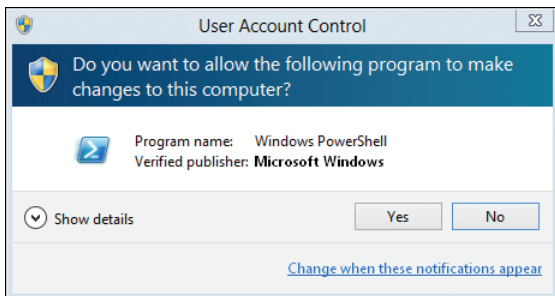 User Account Control
Do you want to allow the following program to make
changes to this computer?
Program name: Windows PowerShell
Verified publisher: Microsoft Windows
Show details
Yes
No
Change when these notifications appear